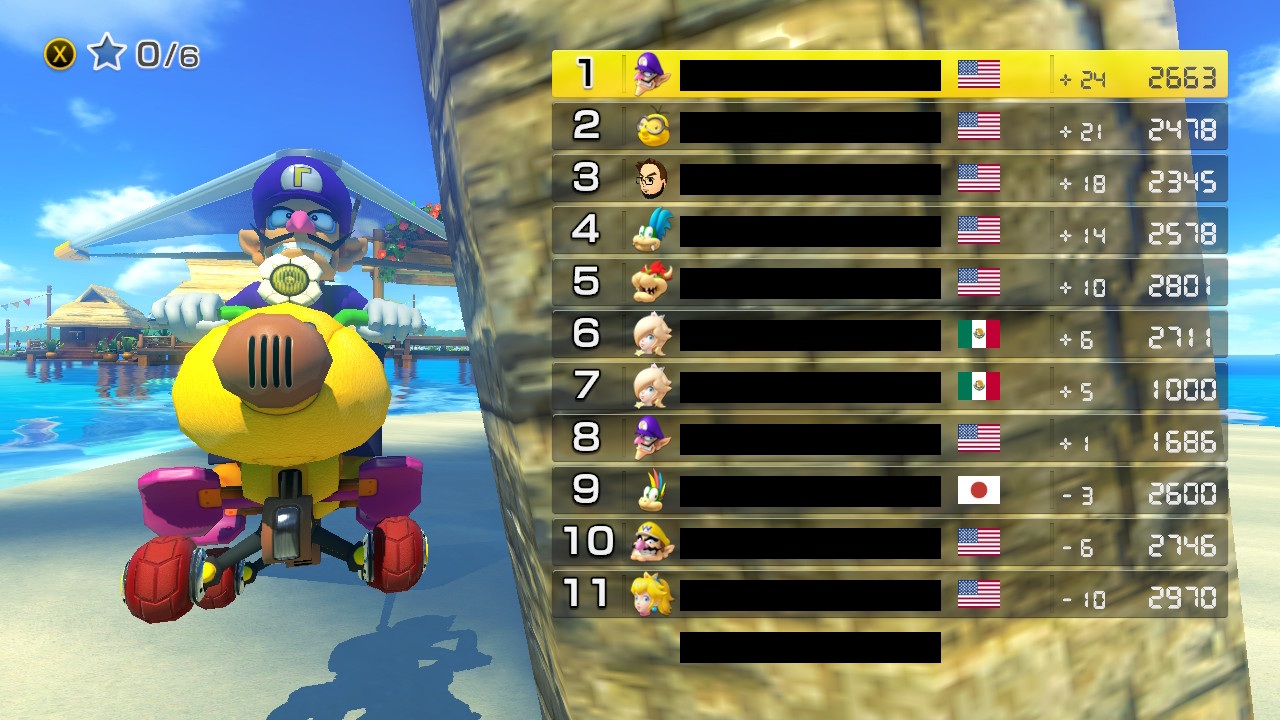 X 0/6
1 + 24 2663
2 + 21 2478
3 + 18 2345
4 + 14 2578
5 + 10 2801
6 + 6 2711
7 + 5 1000
8 + 1 1686
9 - 3 2600
10 - 6 2746
11 - 10 2970